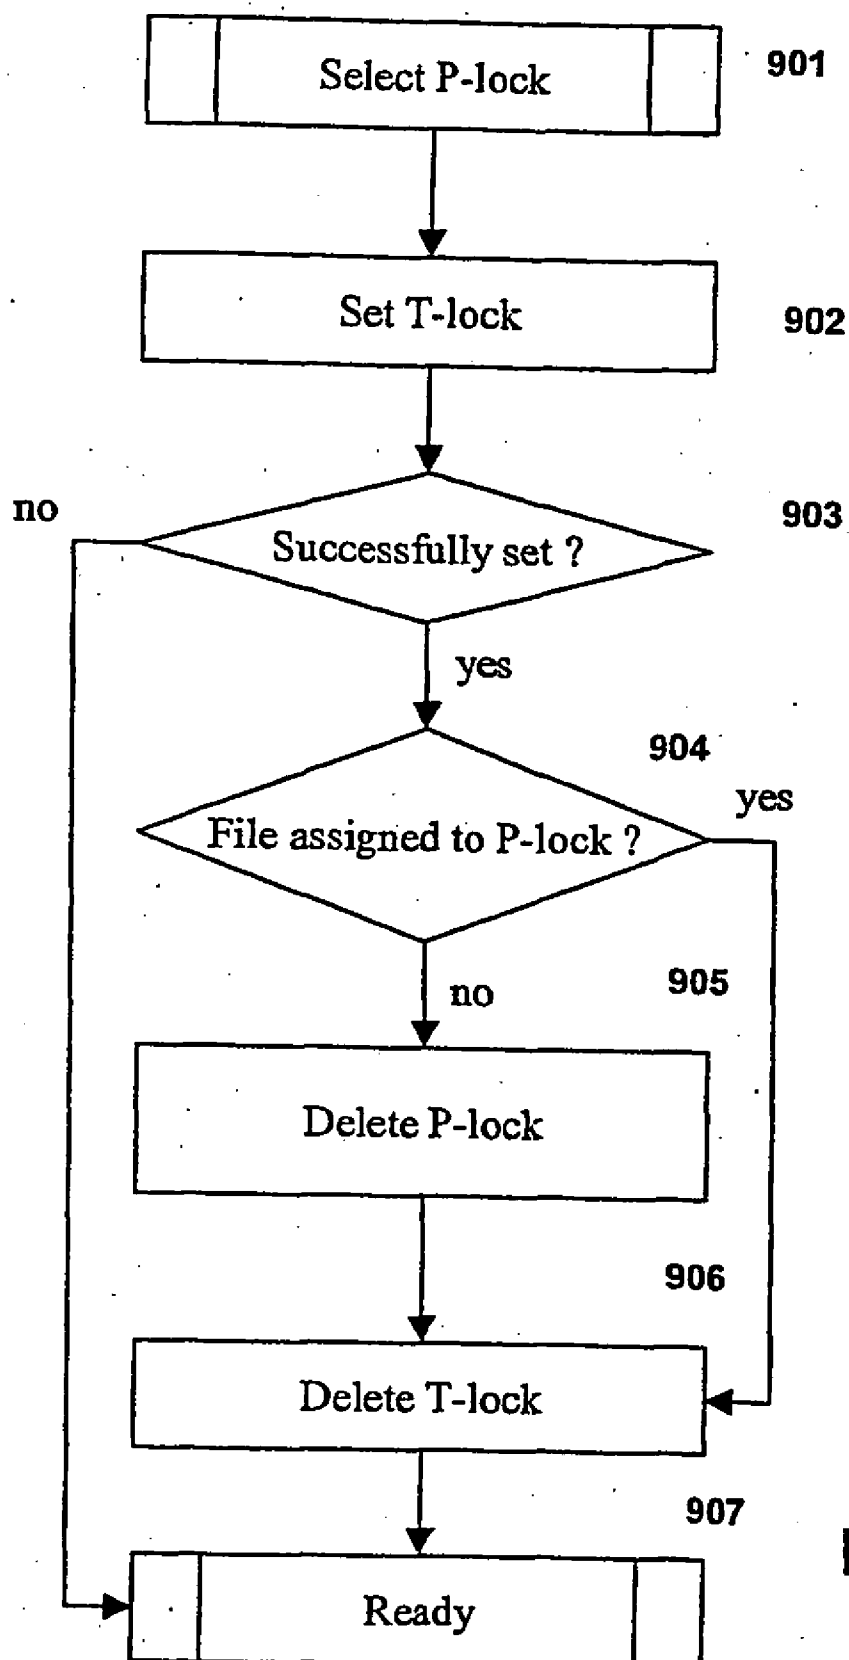 Select P-lock
901
Set T-lock
902
no
903
Successfully set ?
yes
904
yes
File assigned to P-lock ?
905
no
Delete P-lock
906
Delete T-lock
907
Ready